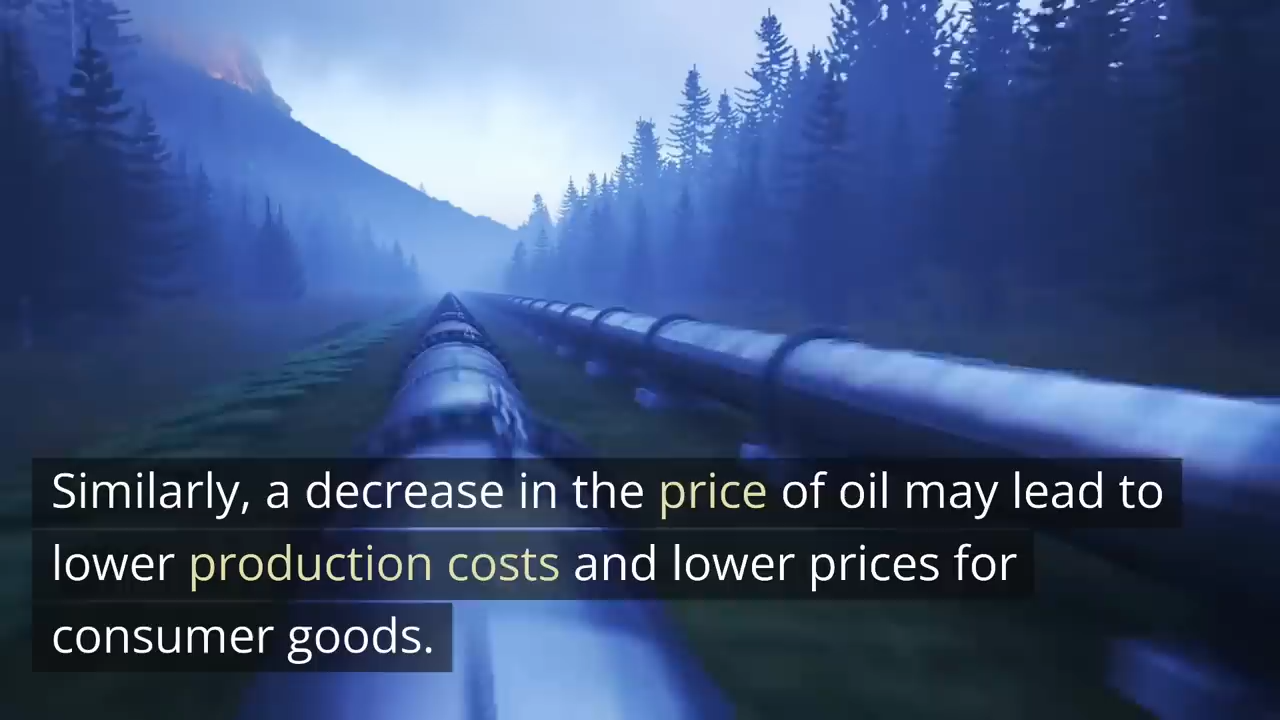 Similarly, a decrease in the price of oil may lead to
lower production costs and lower prices for
consumer goods.